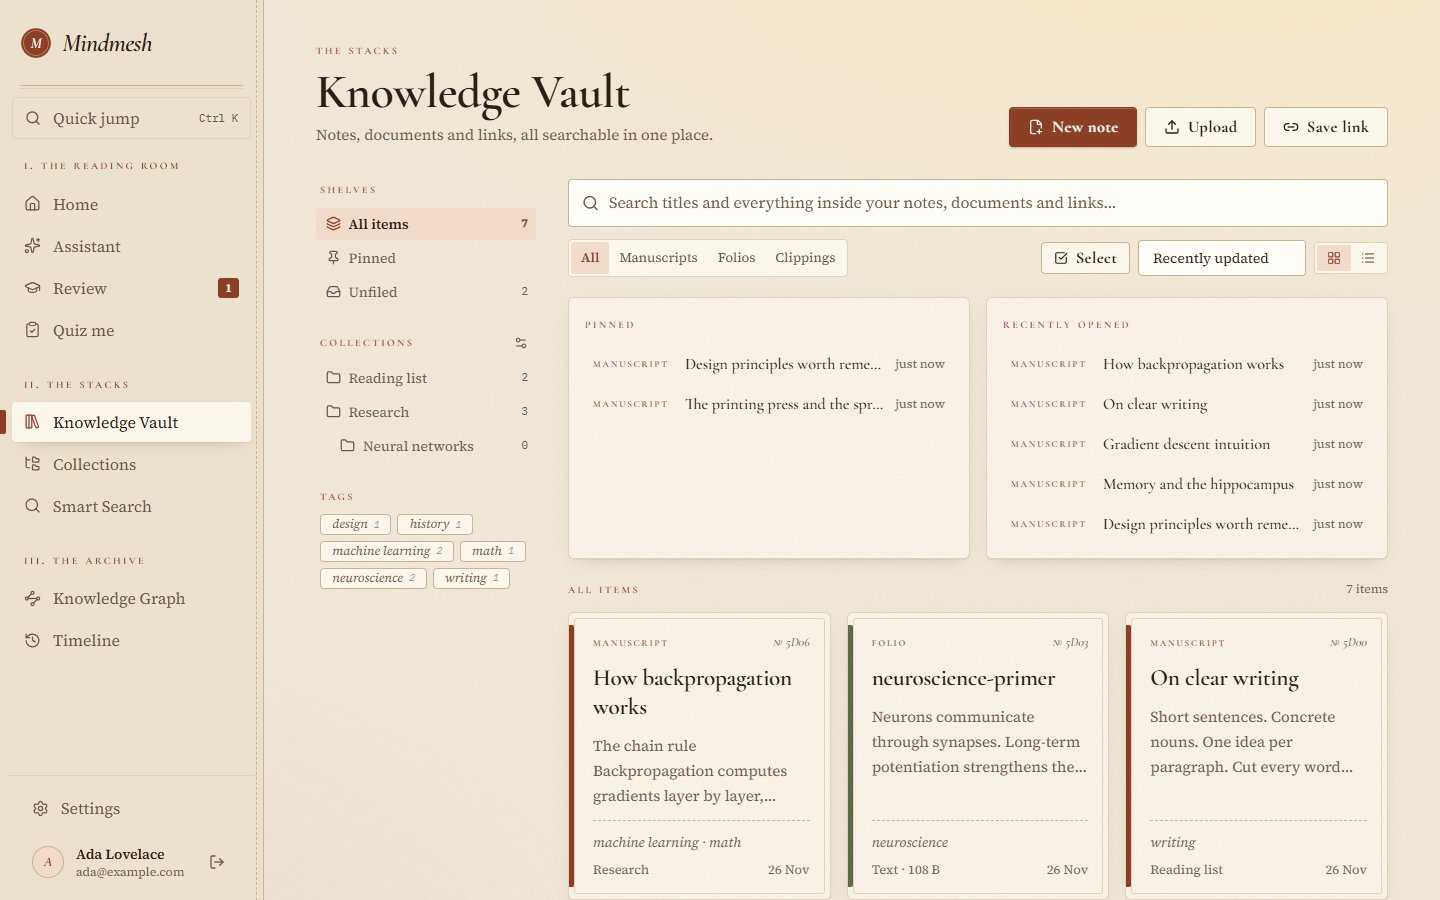 M Mindmesh
Quick jump Ctrl K
I. THE READING ROOM
Home
Assistant
Review 1
Quiz me
II. THE STACKS
Knowledge Vault
Collections
Smart Search
III. THE ARCHIVE
Knowledge Graph
Timeline
Settings
A Ada Lovelace
ada@example.com
THE STACKS
Knowledge Vault
Notes, documents and links, all searchable in one place.
New note Upload Save link
SHELVES
All items 7
Pinned
Unfiled 2
COLLECTIONS
Reading list 2
Research 3
Neural networks 0
TAGS
design 1 history 1
machine learning 2 math 1
neuroscience 2 writing 1
Search titles and everything inside your notes, documents and links...
All Manuscripts Folios Clippings
Select Recently updated
PINNED
MANUSCRIPT Design principles worth reme... just now
MANUSCRIPT The printing press and the spr... just now
RECENTLY OPENED
MANUSCRIPT How backpropagation works just now
MANUSCRIPT On clear writing just now
MANUSCRIPT Gradient descent intuition just now
MANUSCRIPT Memory and the hippocampus just now
MANUSCRIPT Design principles worth reme... just now
ALL ITEMS 7 items
MANUSCRIPT № 5D06
How backpropagation
works
The chain rule
Backpropagation computes
gradients layer by layer,...
machine learning · math
Research 26 Nov
FOLIO № 5D03
neuroscience-primer
Neurons communicate
through synapses. Long-term
potentiation strengthens the...
neuroscience
Text · 108 B 26 Nov
MANUSCRIPT № 5D00
On clear writing
Short sentences. Concrete
nouns. One idea per
paragraph. Cut every word...
writing
Reading list 26 Nov